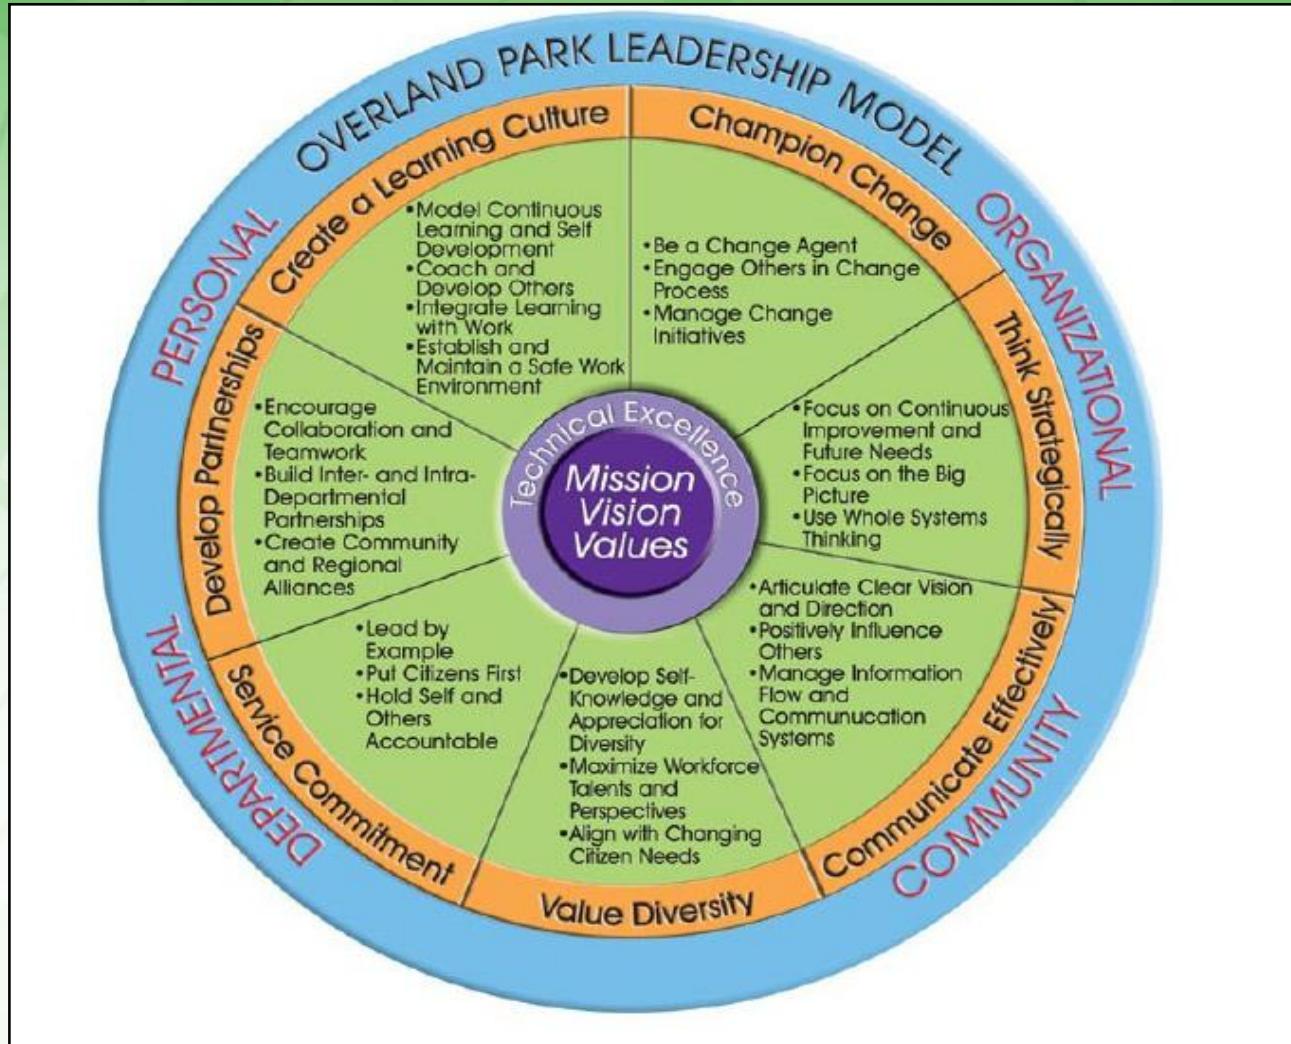 OVERLAND PARK LEADERSHIP MODEL
PERSONAL
ORGANIZATIONAL
COMMUNITY
DEPARTMENTAL
Create a Learning Culture
•Model Continuous
Learning and Self
Development
•Coach and
Develop Others
•Integrate Learning
with Work
•Establish and
Maintain a Safe Work
Environment
Champion Change
•Be a Change Agent
•Engage Others in Change
Process
•Manage Change
Initiatives
Think Strategically
•Focus on Continuous
Improvement and
Future Needs
•Focus on the Big
Picture
•Use Whole Systems
Thinking
Communicate Effectively
•Articulate Clear Vision
and Direction
•Positively Influence
Others
•Manage Information
Flow and
Communucation
Systems
Value Diversity
•Develop Self-
Knowledge and
Appreciation for
Diversity
•Maximize Workforce
Talents and
Perspectives
•Align with Changing
Citizen Needs
Service Commitment
•Lead by
Example
•Put Citizens First
•Hold Self and
Others
Accountable
Develop Partnerships
•Encourage
Collaboration and
Teamwork
•Build Inter- and Intra-
Departmental
Partnerships
•Create Community
and Regional
Alliances
Technical Excellence
Mission
Vision
Values